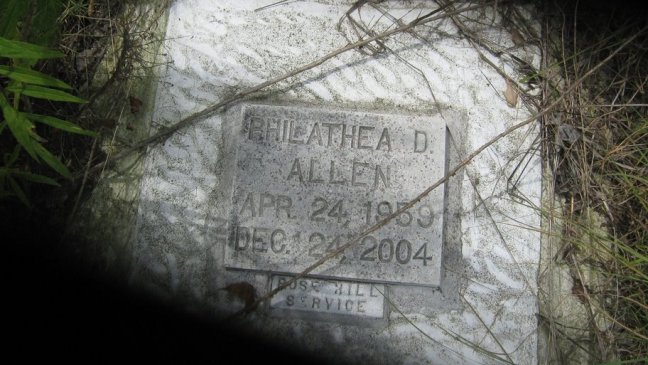 PHILATHEA D.
ALLEN
APR. 24, 1959
DEC. 24, 2004
ROSE HILL
SERVICE